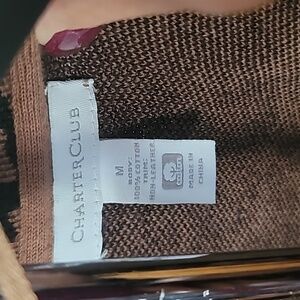 CHARTER CLUB
M
BODY:
100% COTTON
TRIM:
NON-LEATHER
MADE IN
CHINA